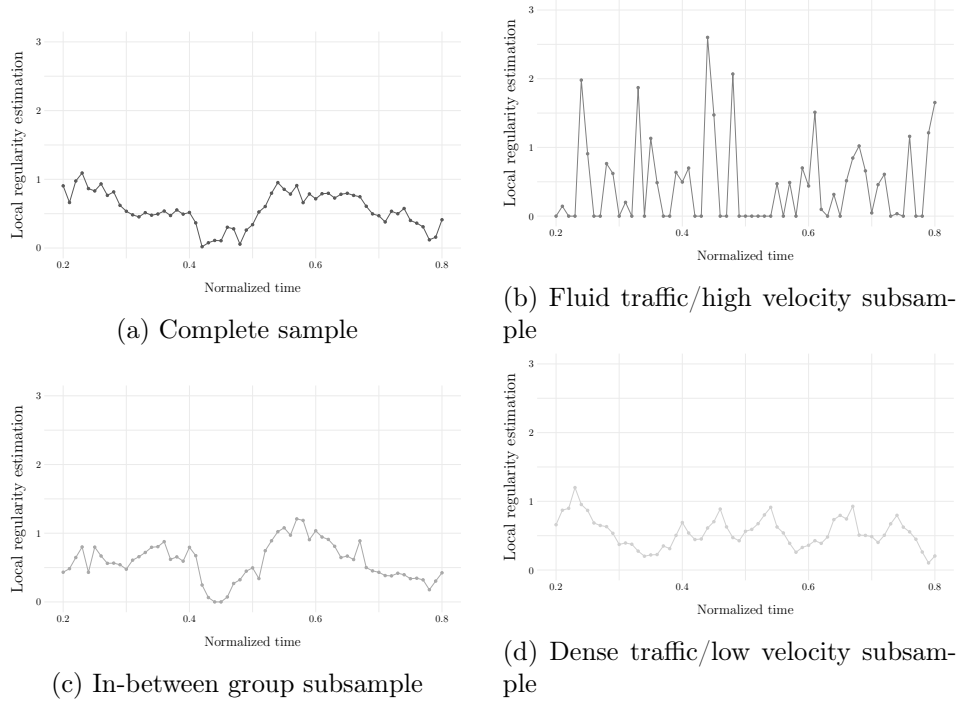 3
2
1
0
Local regularity estimation
0.2 0.4 0.6 0.8
Normalized time
(a) Complete sample
3
2
1
0
Local regularity estimation
0.2 0.4 0.6 0.8
Normalized time
(b) Fluid traffic/high velocity subsam-
ple
3
2
1
0
Local regularity estimation
0.2 0.4 0.6 0.8
Normalized time
(c) In-between group subsample
3
2
1
0
Local regularity estimation
0.2 0.4 0.6 0.8
Normalized time
(d) Dense traffic/low velocity subsam-
ple